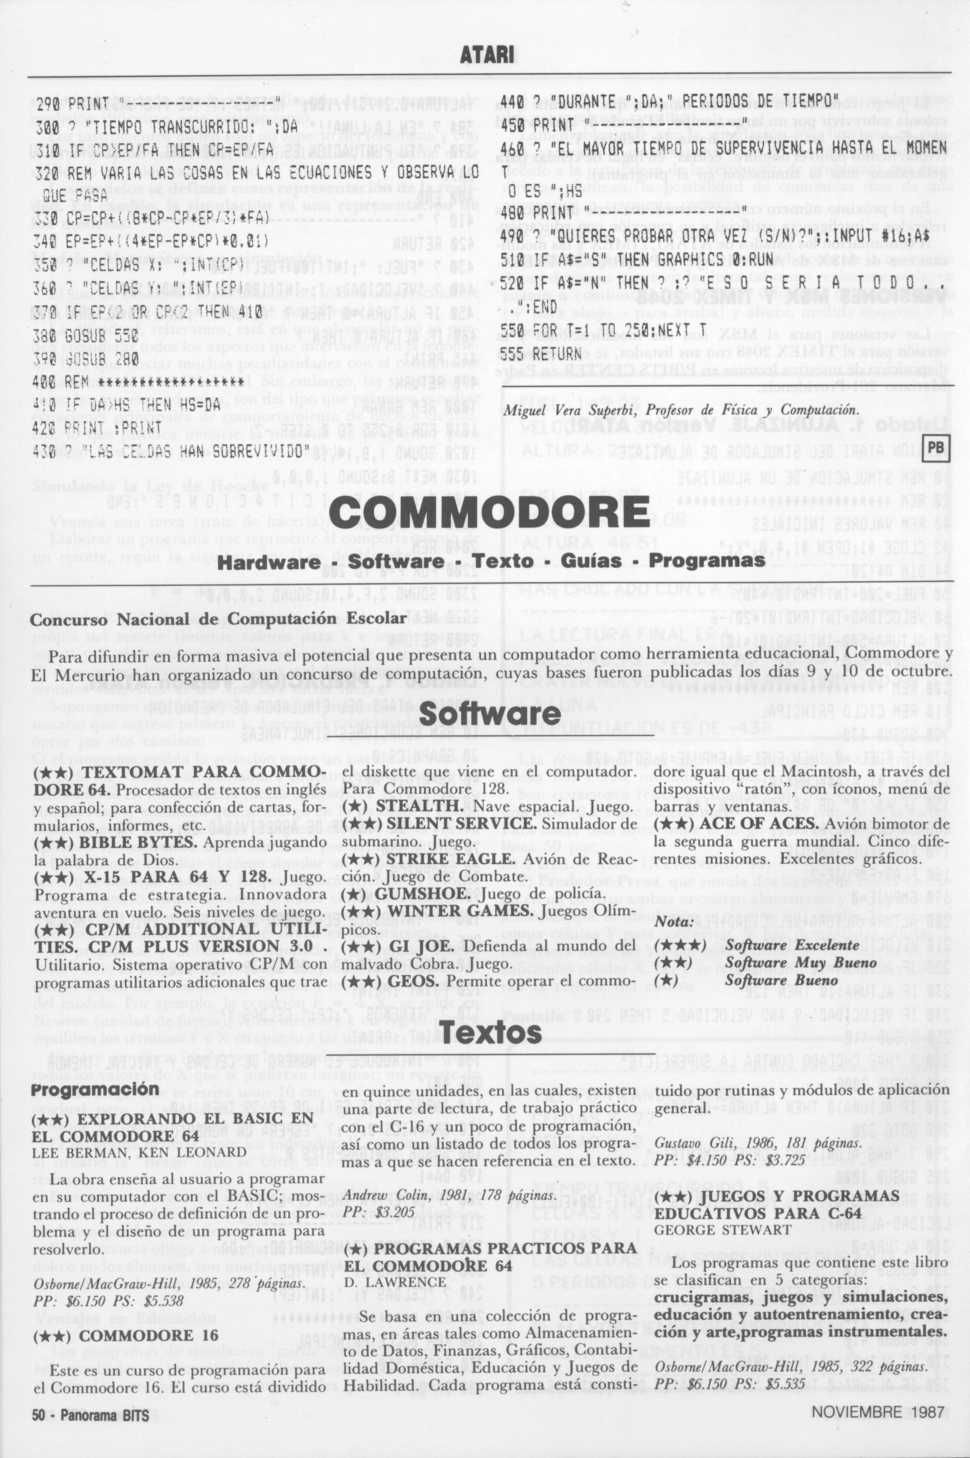 ATARI
290 PRINT "------------------"
300 ? "TIEMPO TRANSCURRIDO: ";DA
310 IF CP>EP/FA THEN CP=EP/FA
320 REM VARIA LAS COSAS EN LAS ECUACIONES Y OBSERVA LO
QUE PASA
330 CP=CP+((8*CP-CP*EP/3)*FA)
340 EP=EP+((4*EP-EP*CP)*0.01)
350 ? "CELDAS X: ";INT(CP)
360 ? "CELDAS Y: ";INT(EP)
370 IF EP<2 OR CP<2 THEN 410
380 GOSUB 550
390 GOSUB 280
400 REM ******************
410 IF DA>HS THEN HS=DA
420 PRINT :PRINT
430 ? "LAS CELDAS HAN SOBREVIVIDO"
440 ? "DURANTE ";DA;" PERIODOS DE TIEMPO"
450 PRINT "------------------"
460 ? "EL MAYOR TIEMPO DE SUPERVIVENCIA HASTA EL MOMEN
T
O ES ";HS
480 PRINT "------------------"
490 ? "QUIERES PROBAR OTRA VEZ (S/N)?";:INPUT #16;A$
510 IF A$="S" THEN GRAPHICS 0:RUN
520 IF A$="N" THEN ? :? "E S O   S E R I A   T O D O . .
.":END
550 FOR T=1 TO 250:NEXT T
555 RETURN
Miguel Vera Superbi, Profesor de Física y Computación.
PB
COMMODORE
Hardware - Software - Texto - Guías - Programas
Concurso Nacional de Computación Escolar
Para difundir en forma masiva el potencial que presenta un computador como herramienta educacional, Commodore y
El Mercurio han organizado un concurso de computación, cuyas bases fueron publicadas los días 9 y 10 de octubre.
Software
(★★) TEXTOMAT PARA COMMO-
DORE 64. Procesador de textos en inglés
y español; para confección de cartas, for-
mularios, informes, etc.
(★★) BIBLE BYTES. Aprenda jugando
la palabra de Dios.
(★★) X-15 PARA 64 Y 128. Juego.
Programa de estrategia. Innovadora
aventura en vuelo. Seis niveles de juego.
(★★) CP/M ADDITIONAL UTILI-
TIES. CP/M PLUS VERSION 3.0 .
Utilitario. Sistema operativo CP/M con
programas utilitarios adicionales que trae
el diskette que viene en el computador.
Para Commodore 128.
(★) STEALTH. Nave espacial. Juego.
(★★) SILENT SERVICE. Simulador de
submarino. Juego.
(★★) STRIKE EAGLE. Avión de Reac-
ción. Juego de Combate.
(★) GUMSHOE. Juego de policía.
(★★) WINTER GAMES. Juegos Olím-
picos.
(★★) GI JOE. Defienda al mundo del
malvado Cobra. Juego.
(★★) GEOS. Permite operar el commo-
dore igual que el Macintosh, a través del
dispositivo “ratón”, con íconos, menú de
barras y ventanas.
(★★) ACE OF ACES. Avión bimotor de
la segunda guerra mundial. Cinco dife-
rentes misiones. Excelentes gráficos.
Nota:
(★★★) Software Excelente
(★★) Software Muy Bueno
(★) Software Bueno
Textos
Programación
(★★) EXPLORANDO EL BASIC EN
EL COMMODORE 64
LEE BERMAN, KEN LEONARD
La obra enseña al usuario a programar
en su computador con el BASIC; mos-
trando el proceso de definición de un pro-
blema y el diseño de un programa para
resolverlo.
Osborne/MacGraw-Hill, 1985, 278 páginas.
PP: $6.150 PS: $5.538
(★★) COMMODORE 16
Este es un curso de programación para
el Commodore 16. El curso está dividido
en quince unidades, en las cuales, existen
una parte de lectura, de trabajo práctico
con el C-16 y un poco de programación,
así como un listado de todos los progra-
mas a que se hacen referencia en el texto.
Andrew Colin, 1981, 178 páginas.
PP: $3.205
(★) PROGRAMAS PRACTICOS PARA
EL COMMODORE 64
D. LAWRENCE
Se basa en una colección de progra-
mas, en áreas tales como Almacenamien-
to de Datos, Finanzas, Gráficos, Contabi-
lidad Doméstica, Educación y Juegos de
Habilidad. Cada programa está consti-
tuido por rutinas y módulos de aplicación
general.
Gustavo Gili, 1986, 181 páginas.
PP: $4.150 PS: $3.725
(★★) JUEGOS Y PROGRAMAS
EDUCATIVOS PARA C-64
GEORGE STEWART
Los programas que contiene este libro
se clasifican en 5 categorías:
crucigramas, juegos y simulaciones,
educación y autoentrenamiento, crea-
ción y arte,programas instrumentales.
Osborne/MacGraw-Hill, 1985, 322 páginas.
PP: $6.150 PS: $5.535
50 - Panorama BITS
NOVIEMBRE 1987